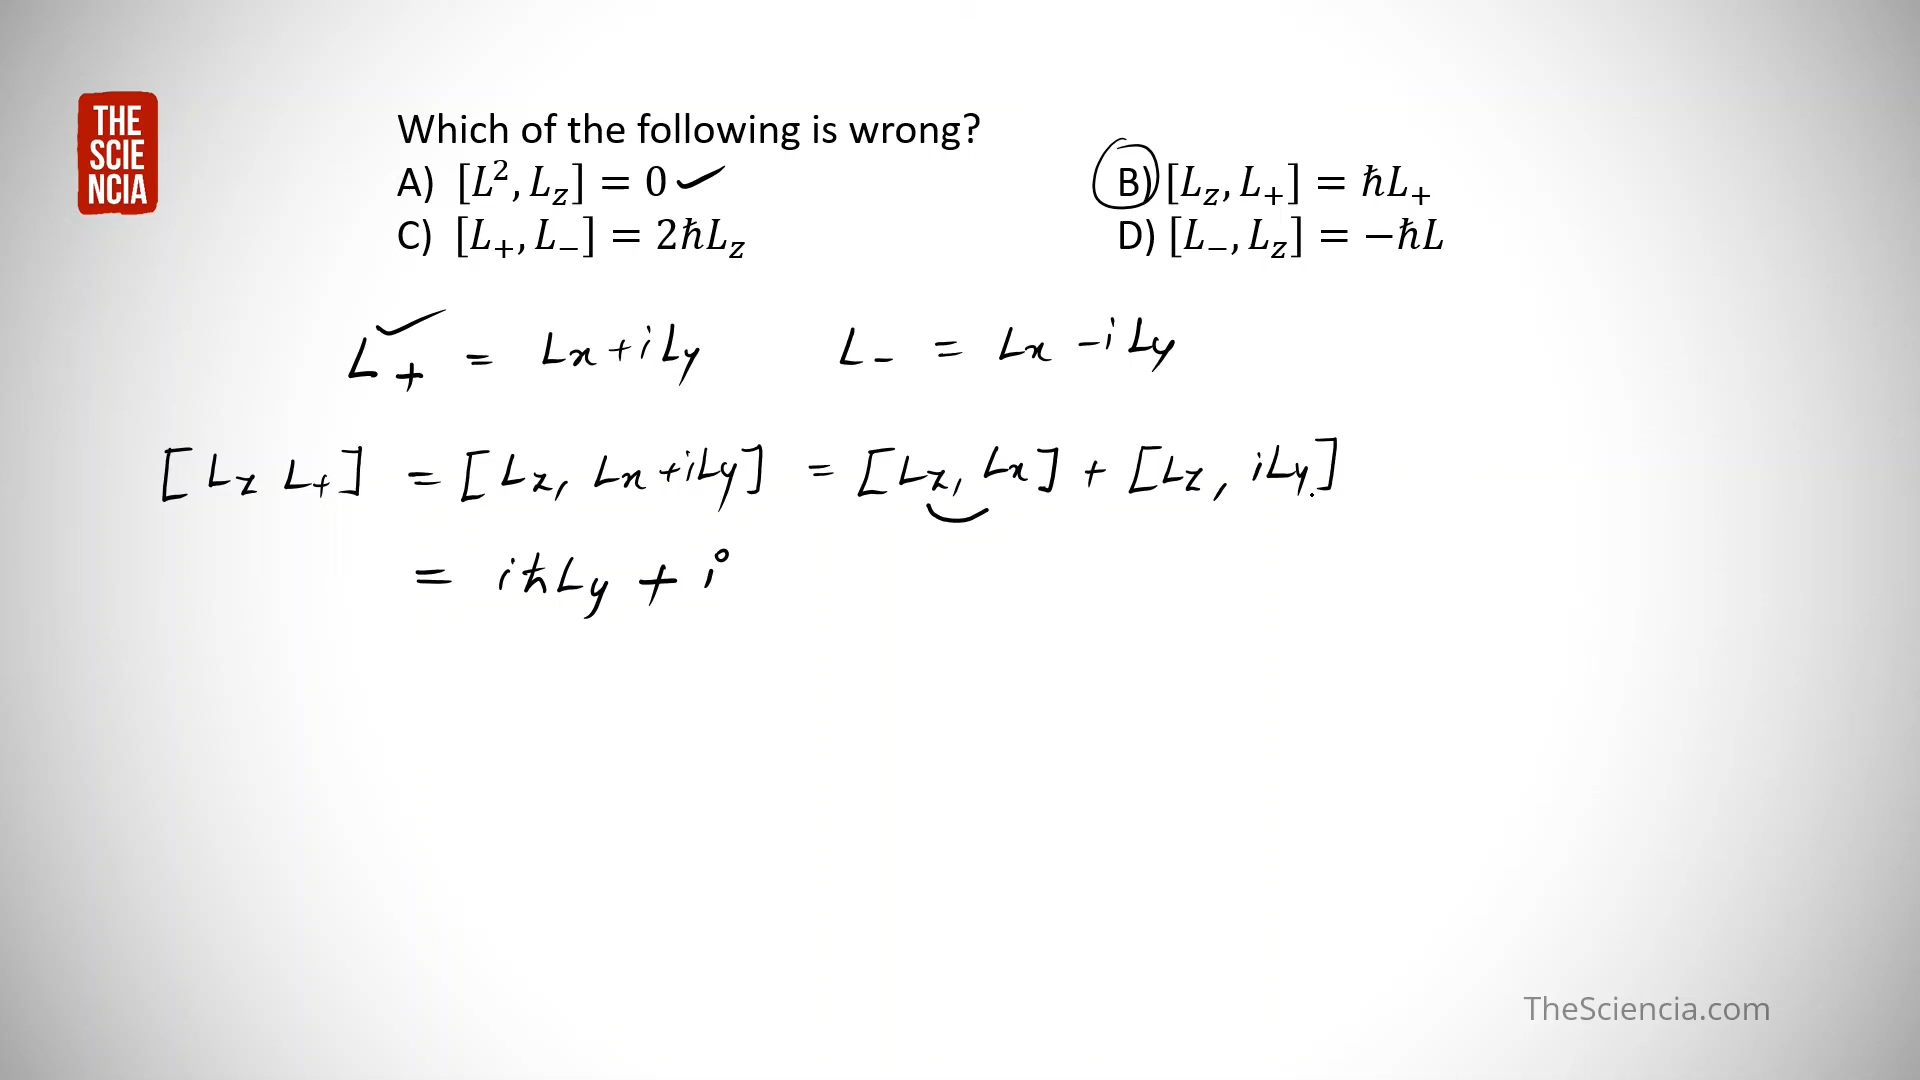 THE
SCIE
NCIA
Which of the following is wrong?
A) [L², L_z] = 0 ✓
B) [L_z, L_+] = ℏL_+
C) [L_+, L_−] = 2ℏL_z
D) [L_−, L_z] = −ℏL
L_+ = Lx + iLy
L_− = Lx − iLy
[Lz L+] = [Lz, Lx + iLy] = [Lz, Lx] + [Lz, iLy]
= iℏLy + i
TheSciencia.com